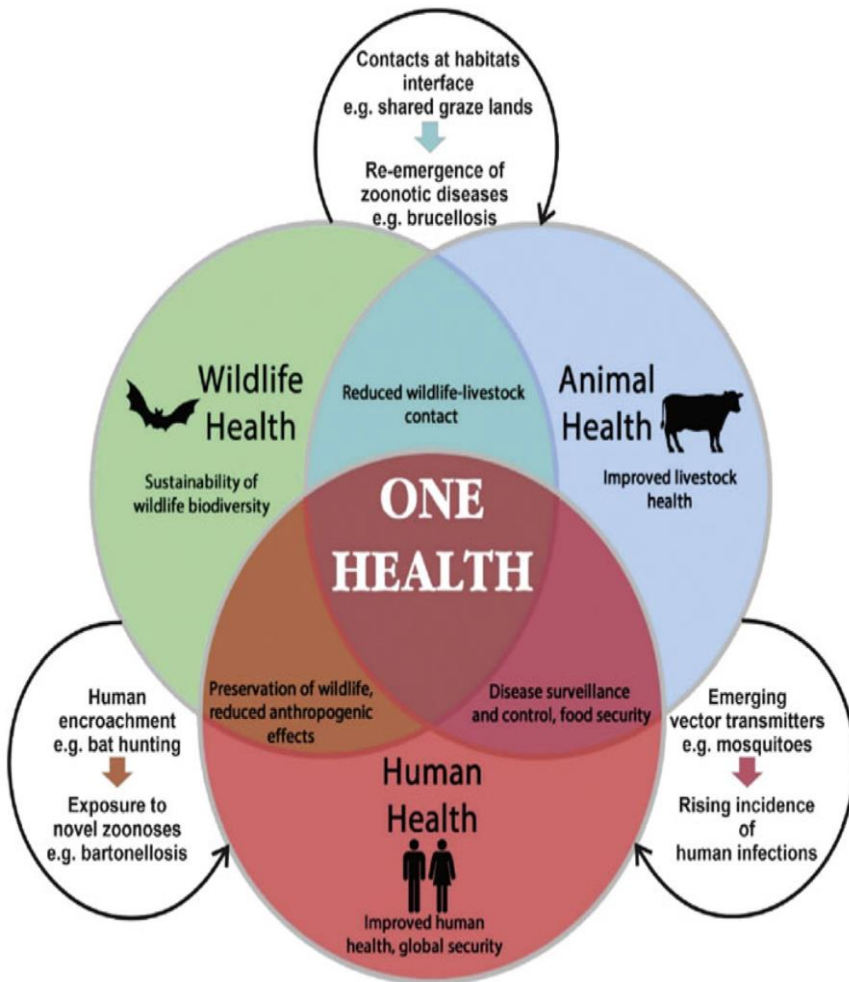 Contacts at habitats
interface
e.g. shared graze lands
Re-emergence of
zoonotic diseases
e.g. brucellosis
Wildlife
Health
Sustainability of
wildlife biodiversity
Reduced wildlife-livestock
contact
Animal
Health
Improved livestock
health
ONE
HEALTH
Preservation of wildlife,
reduced anthropogenic
effects
Disease surveillance
and control, food security
Human
encroachment
e.g. bat hunting
Exposure to
novel zoonoses
e.g. bartonellosis
Human
Health
Improved human
health, global security
Emerging
vector transmitters
e.g. mosquitoes
Rising incidence
of
human infections